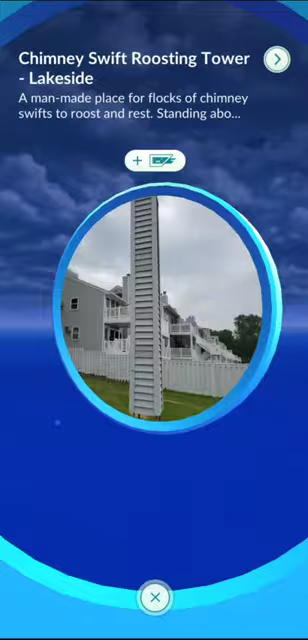 Chimney Swift Roosting Tower
- Lakeside
A man-made place for flocks of chimney
swifts to roost and rest. Standing abo...